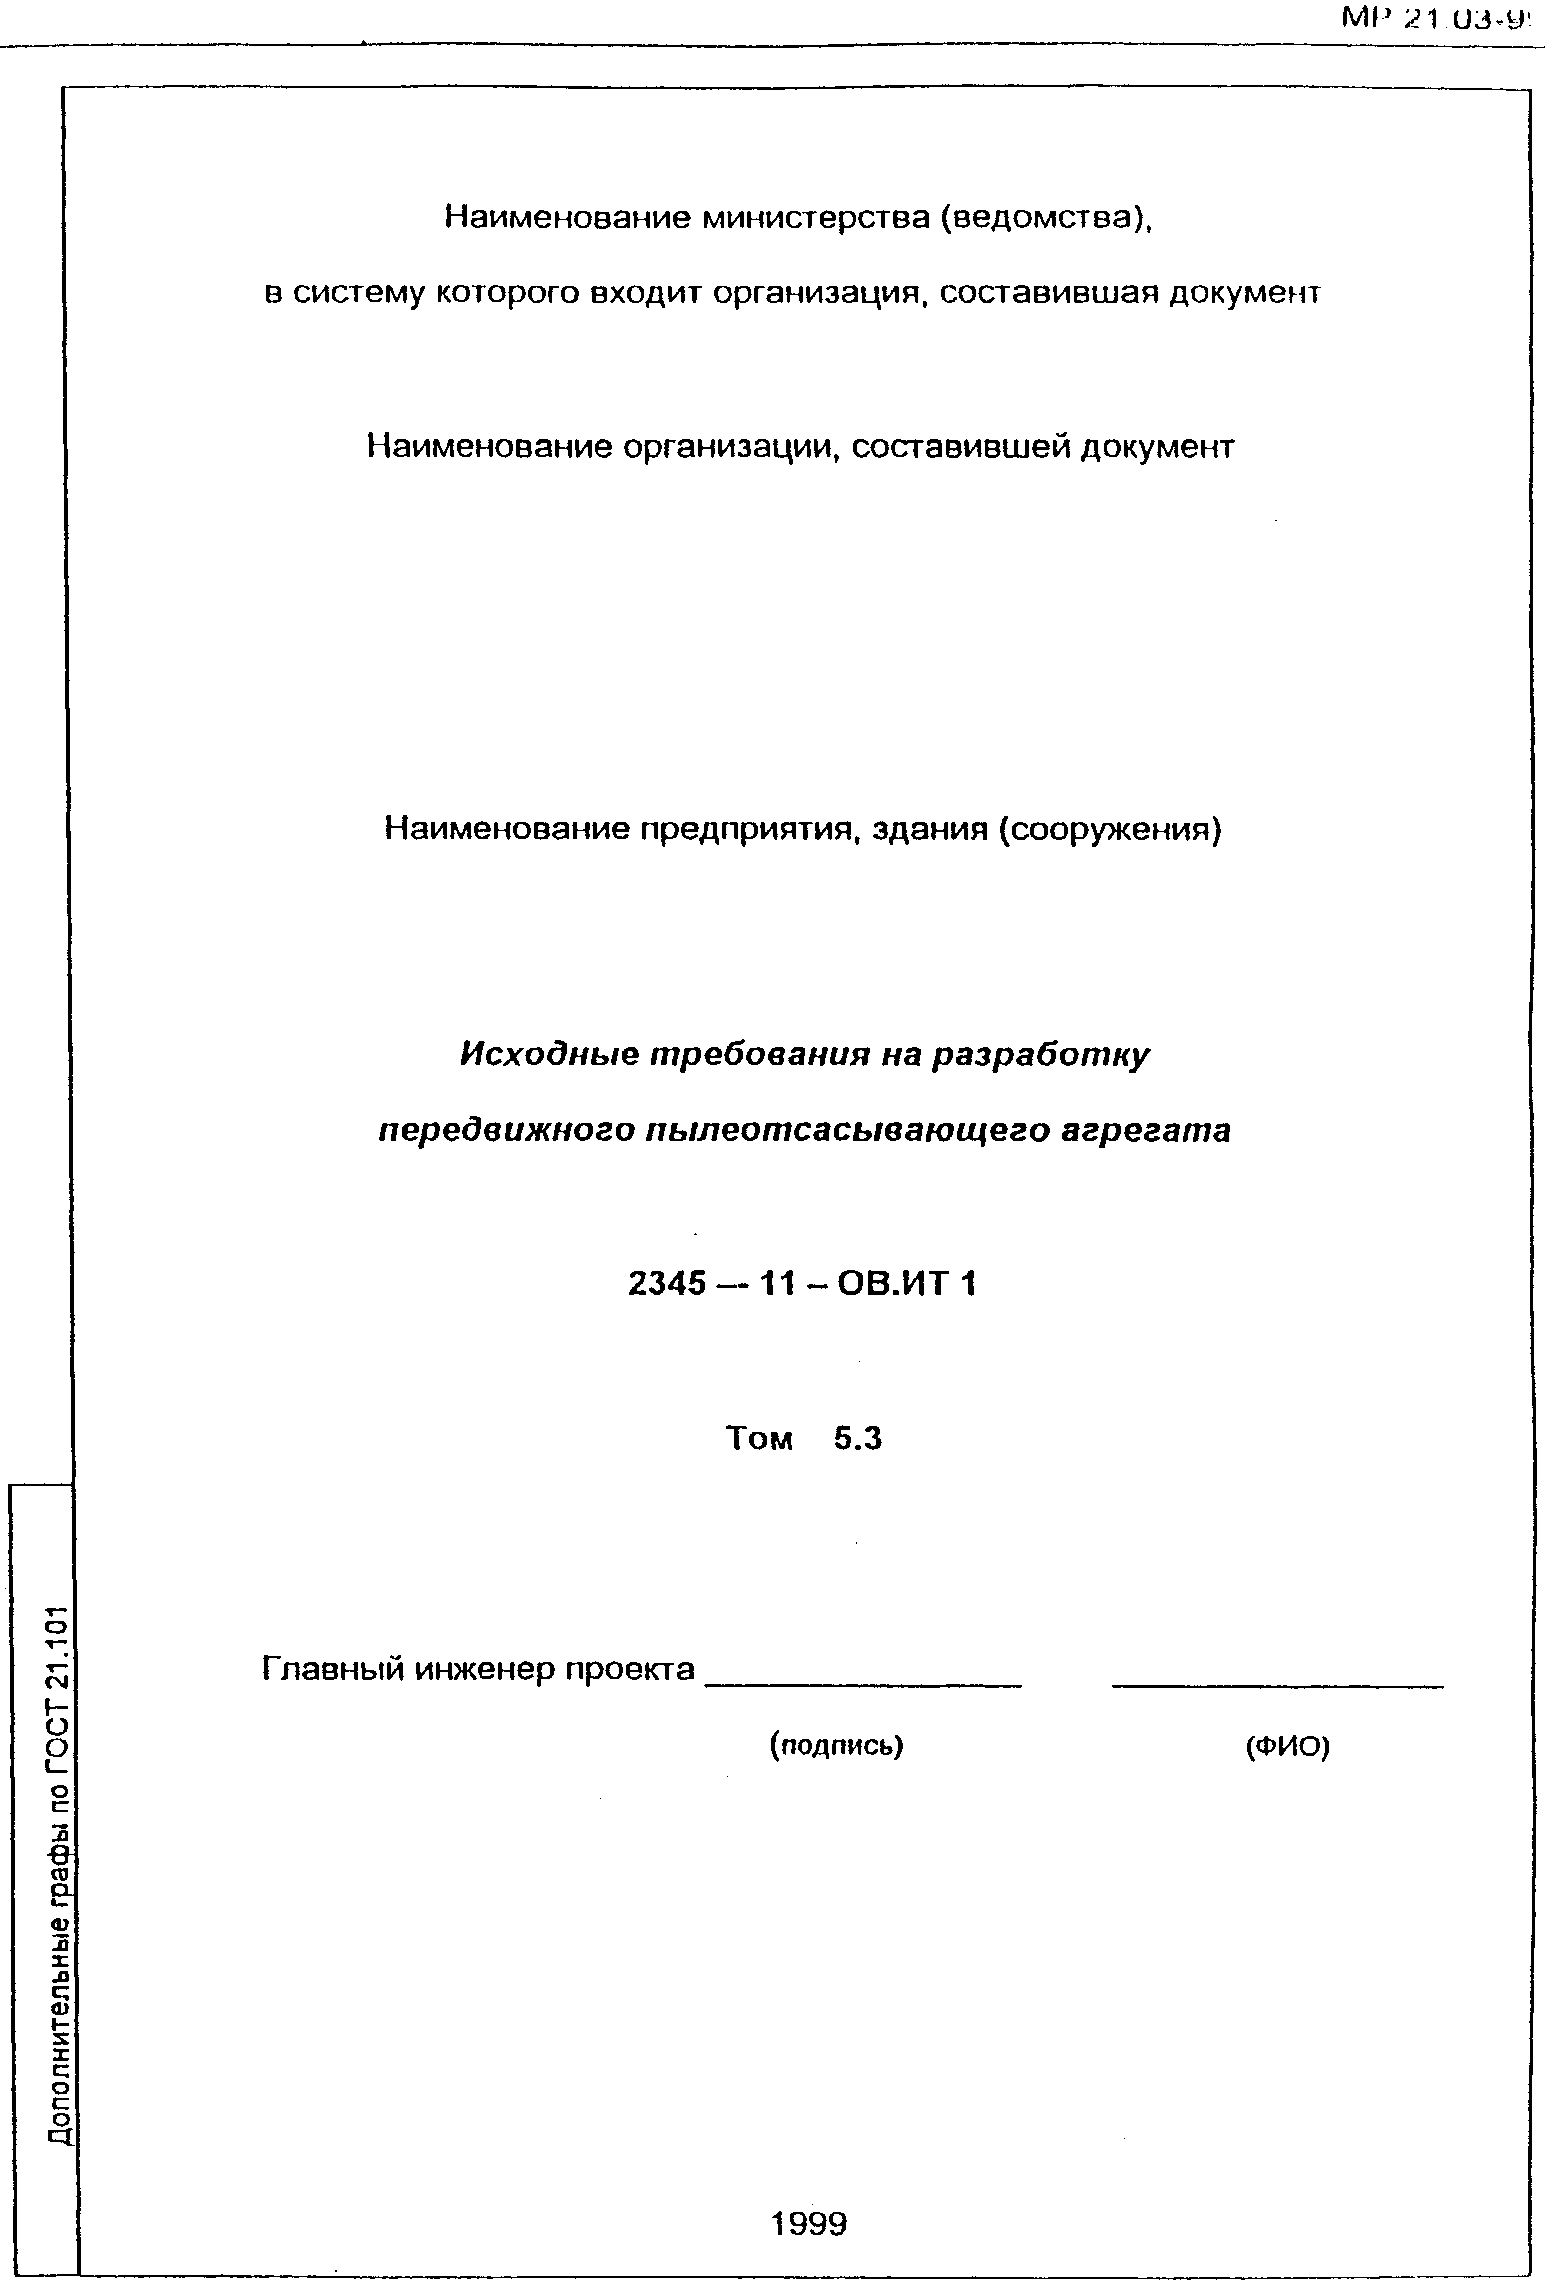 МР 21.03-9
Наименование министерства (ведомства),
в систему которого входит организация, составившая документ
Наименование организации, составившей документ
Наименование предприятия, здания (сооружения)
Исходные требования на разработку
передвижного пылеотсасывающего агрегата
2345 — 11 – ОВ.ИТ 1
Том 5.3
Главный инженер проекта
(подпись) (ФИО)
Дополнительные графы по ГОСТ 21.101
1999